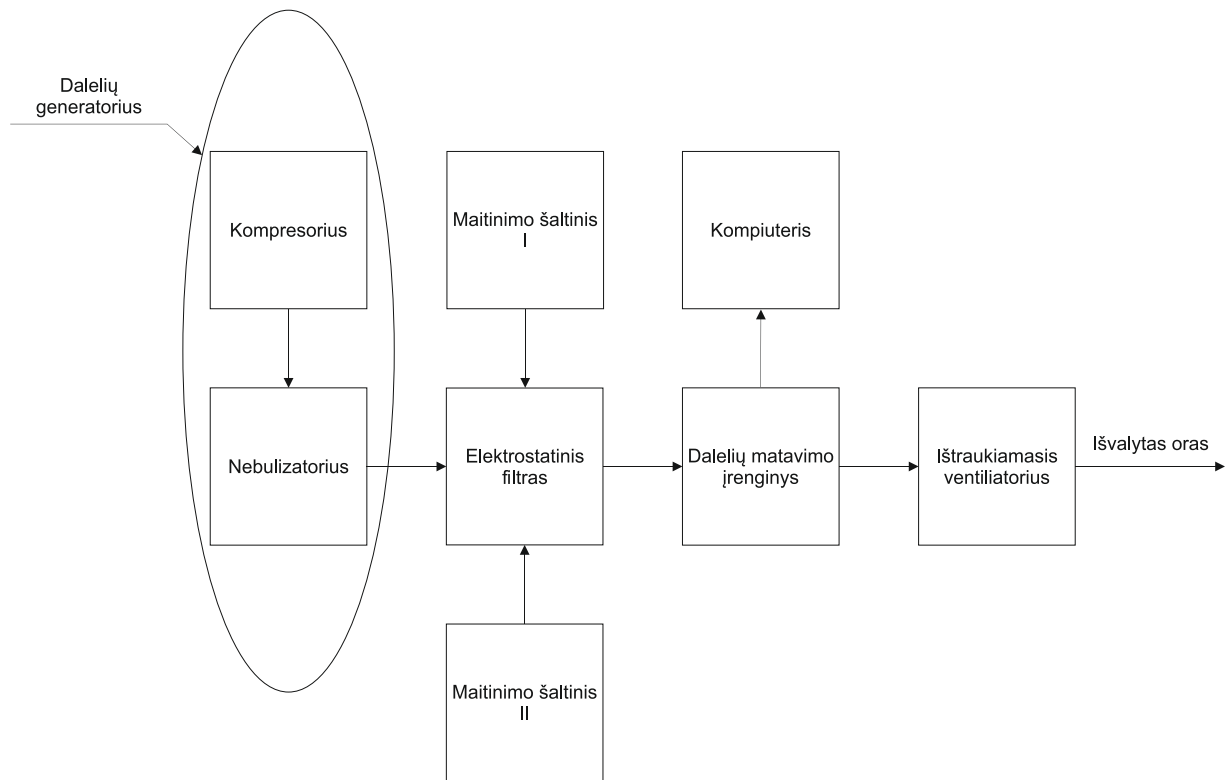 Dalelių
generatorius
Kompresorius
Maitinimo šaltinis
I
Kompiuteris
Nebulizatorius
Elektrostatinis
filtras
Dalelių matavimo
įrenginys
Ištraukiamasis
ventiliatorius
Išvalytas oras
Maitinimo šaltinis
II